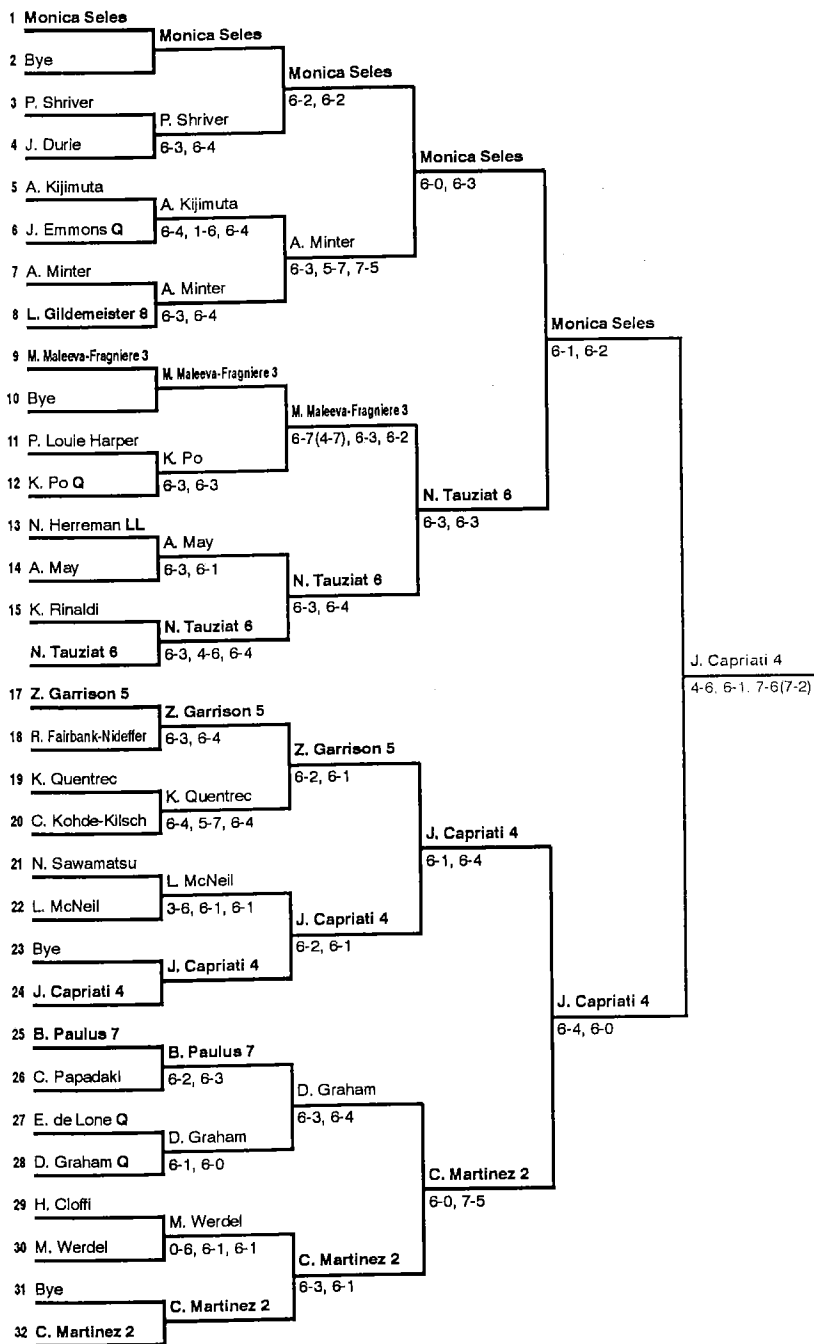 1 Monica Seles
2 Bye
3 P. Shriver
4 J. Durie
5 A. Kijimuta
6 J. Emmons Q
7 A. Minter
8 L. Gildemeister 8
9 M. Maleeva-Fragniere 3
10 Bye
11 P. Louie Harper
12 K. Po Q
13 N. Herreman LL
14 A. May
15 K. Rinaldi
N. Tauziat 6
17 Z. Garrison 5
18 R. Fairbank-Nideffer
19 K. Quentrec
20 C. Kohde-Kilsch
21 N. Sawamatsu
22 L. McNeil
23 Bye
24 J. Capriati 4
25 B. Paulus 7
26 C. Papadaki
27 E. de Lone Q
28 D. Graham Q
29 H. Cioffi
30 M. Werdel
31 Bye
32 C. Martinez 2
Monica Seles
P. Shriver
6-3, 6-4
A. Kijimuta
6-4, 1-6, 6-4
A. Minter
6-3, 6-4
M. Maleeva-Fragniere 3
K. Po
6-3, 6-3
A. May
6-3, 6-1
N. Tauziat 6
6-3, 4-6, 6-4
Z. Garrison 5
6-3, 6-4
K. Quentrec
6-4, 5-7, 6-4
L. McNeil
3-6, 6-1, 6-1
J. Capriati 4
B. Paulus 7
6-2, 6-3
D. Graham
6-1, 6-0
M. Werdel
0-6, 6-1, 6-1
C. Martinez 2
Monica Seles
6-2, 6-2
A. Minter
6-3, 5-7, 7-5
M. Maleeva-Fragniere 3
6-7(4-7), 6-3, 6-2
N. Tauziat 6
6-3, 6-4
Z. Garrison 5
6-2, 6-1
J. Capriati 4
6-2, 6-1
D. Graham
6-3, 6-4
C. Martinez 2
6-3, 6-1
Monica Seles
6-0, 6-3
N. Tauziat 6
6-3, 6-3
J. Capriati 4
6-1, 6-4
C. Martinez 2
6-0, 7-5
Monica Seles
6-1, 6-2
J. Capriati 4
6-4, 6-0
J. Capriati 4
4-6, 6-1, 7-6(7-2)